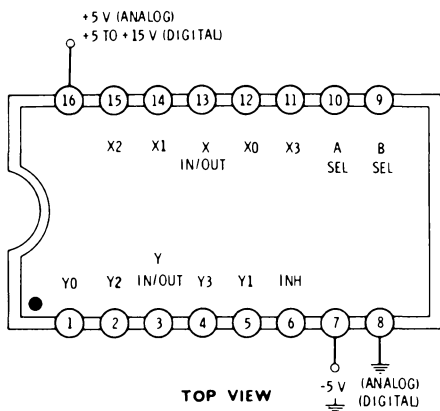 +5 V (ANALOG)
+5 TO +15 V (DIGITAL)
16 15 14 13 12 11 10 9
X2 X1 X X0 X3 A B
IN/OUT SEL SEL
Y
Y0 Y2 IN/OUT Y3 Y1 INH
1 2 3 4 5 6 7 8
-5 V (ANALOG)
(DIGITAL)
TOP VIEW